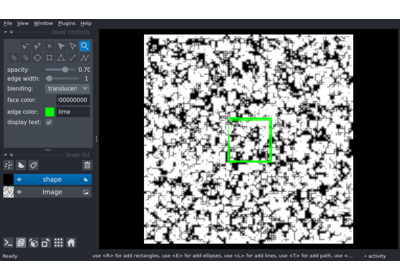 File View Window Plugins Help
layer controls
opacity: 0.70
edge width: 1
blending: translucen
face color: 00000000
edge color: lime
display text:
layer list
shape
Image
Ready use <R> for add rectangles, use <E> for add ellipses, use <L> for add lines, use <T> for add path, use <... activity